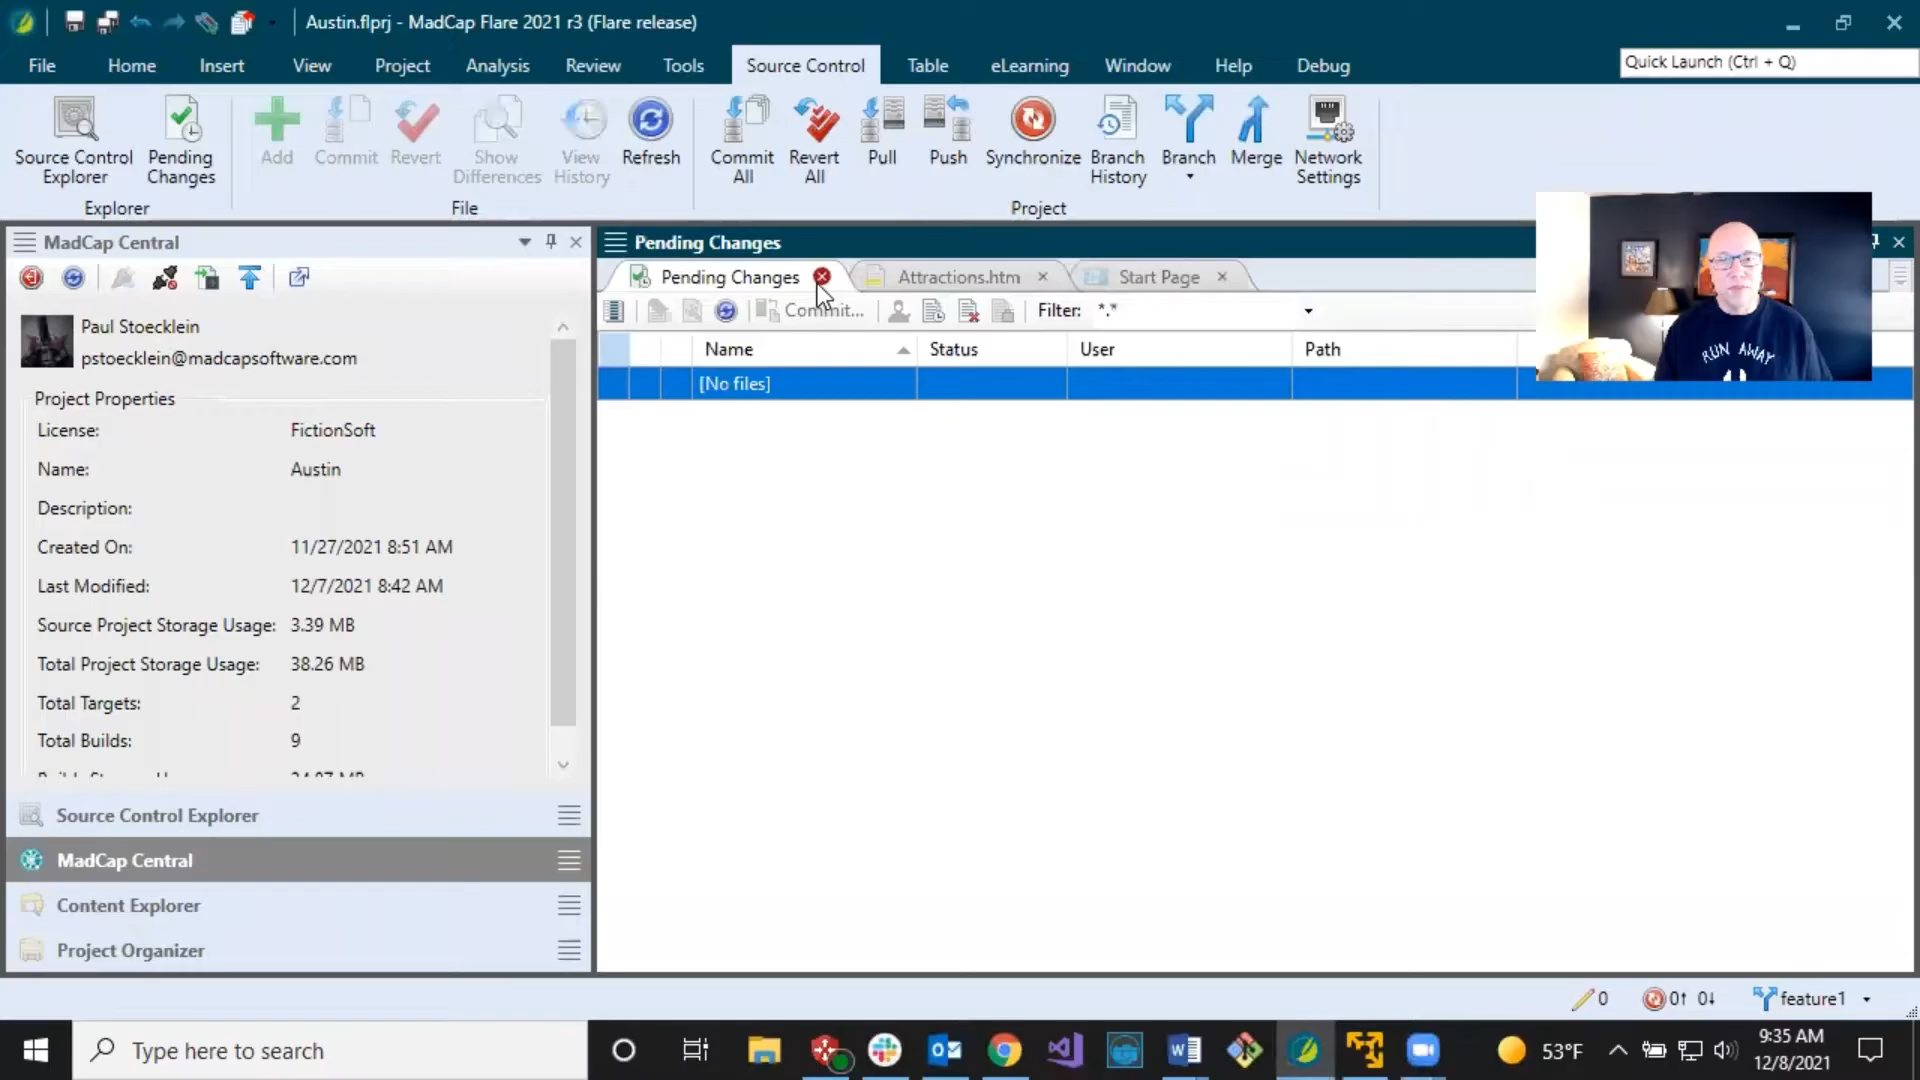 Austin.flprj - MadCap Flare 2021 r3 (Flare release)
File Home Insert View Project Analysis Review Tools Source Control Table eLearning Window Help Debug
Quick Launch (Ctrl + Q)
Source Control Explorer
Pending Changes
Add
Commit
Revert
Show Differences
View History
Refresh
Commit All
Revert All
Pull
Push
Synchronize
Branch History
Branch
Merge
Network Settings
Explorer
File
Project
MadCap Central
Pending Changes
Pending Changes
Attractions.htm
Start Page
Commit...
Filter: *.*
Name Status User Path
[No files]
RUN AWAY
Paul Stoecklein
pstoecklein@madcapsoftware.com
Project Properties
License: FictionSoft
Name: Austin
Description:
Created On: 11/27/2021 8:51 AM
Last Modified: 12/7/2021 8:42 AM
Source Project Storage Usage: 3.39 MB
Total Project Storage Usage: 38.26 MB
Total Targets: 2
Total Builds: 9
Source Control Explorer
MadCap Central
Content Explorer
Project Organizer
0
0↑ 0↓
feature1
Type here to search
53°F
9:35 AM
12/8/2021